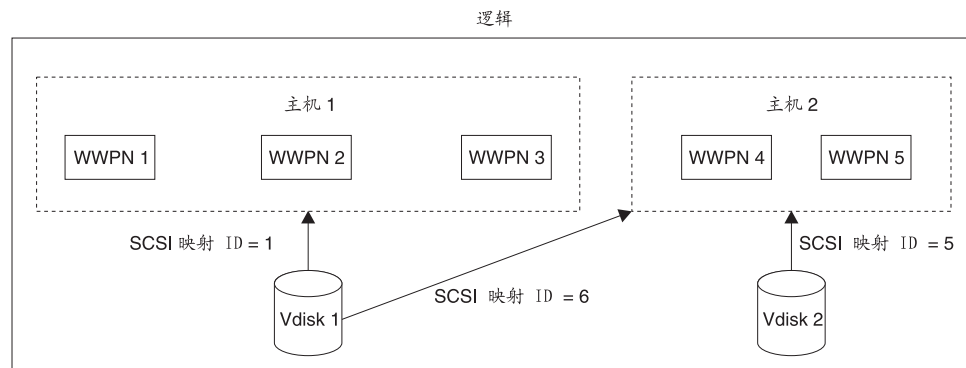 逻辑
主机 1
主机 2
WWPN 1
WWPN 2
WWPN 3
WWPN 4
WWPN 5
SCSI 映射 ID = 1
SCSI 映射 ID = 5
SCSI 映射 ID = 6
Vdisk 1
Vdisk 2